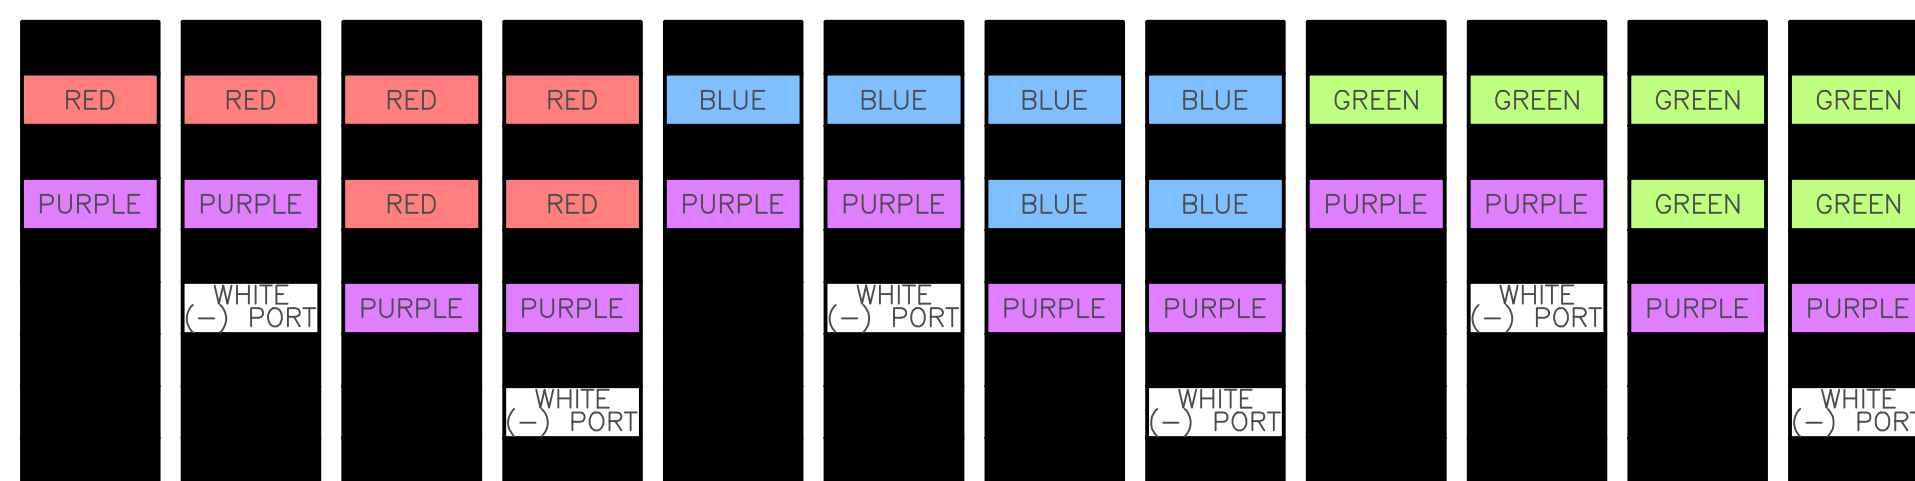 RED RED RED RED BLUE BLUE BLUE BLUE GREEN GREEN GREEN GREEN
PURPLE PURPLE RED RED PURPLE PURPLE BLUE BLUE PURPLE PURPLE GREEN GREEN
WHITE (-) PORT PURPLE PURPLE WHITE (-) PORT PURPLE PURPLE WHITE (-) PORT PURPLE PURPLE
WHITE (-) PORT WHITE (-) PORT WHITE (-) PORT